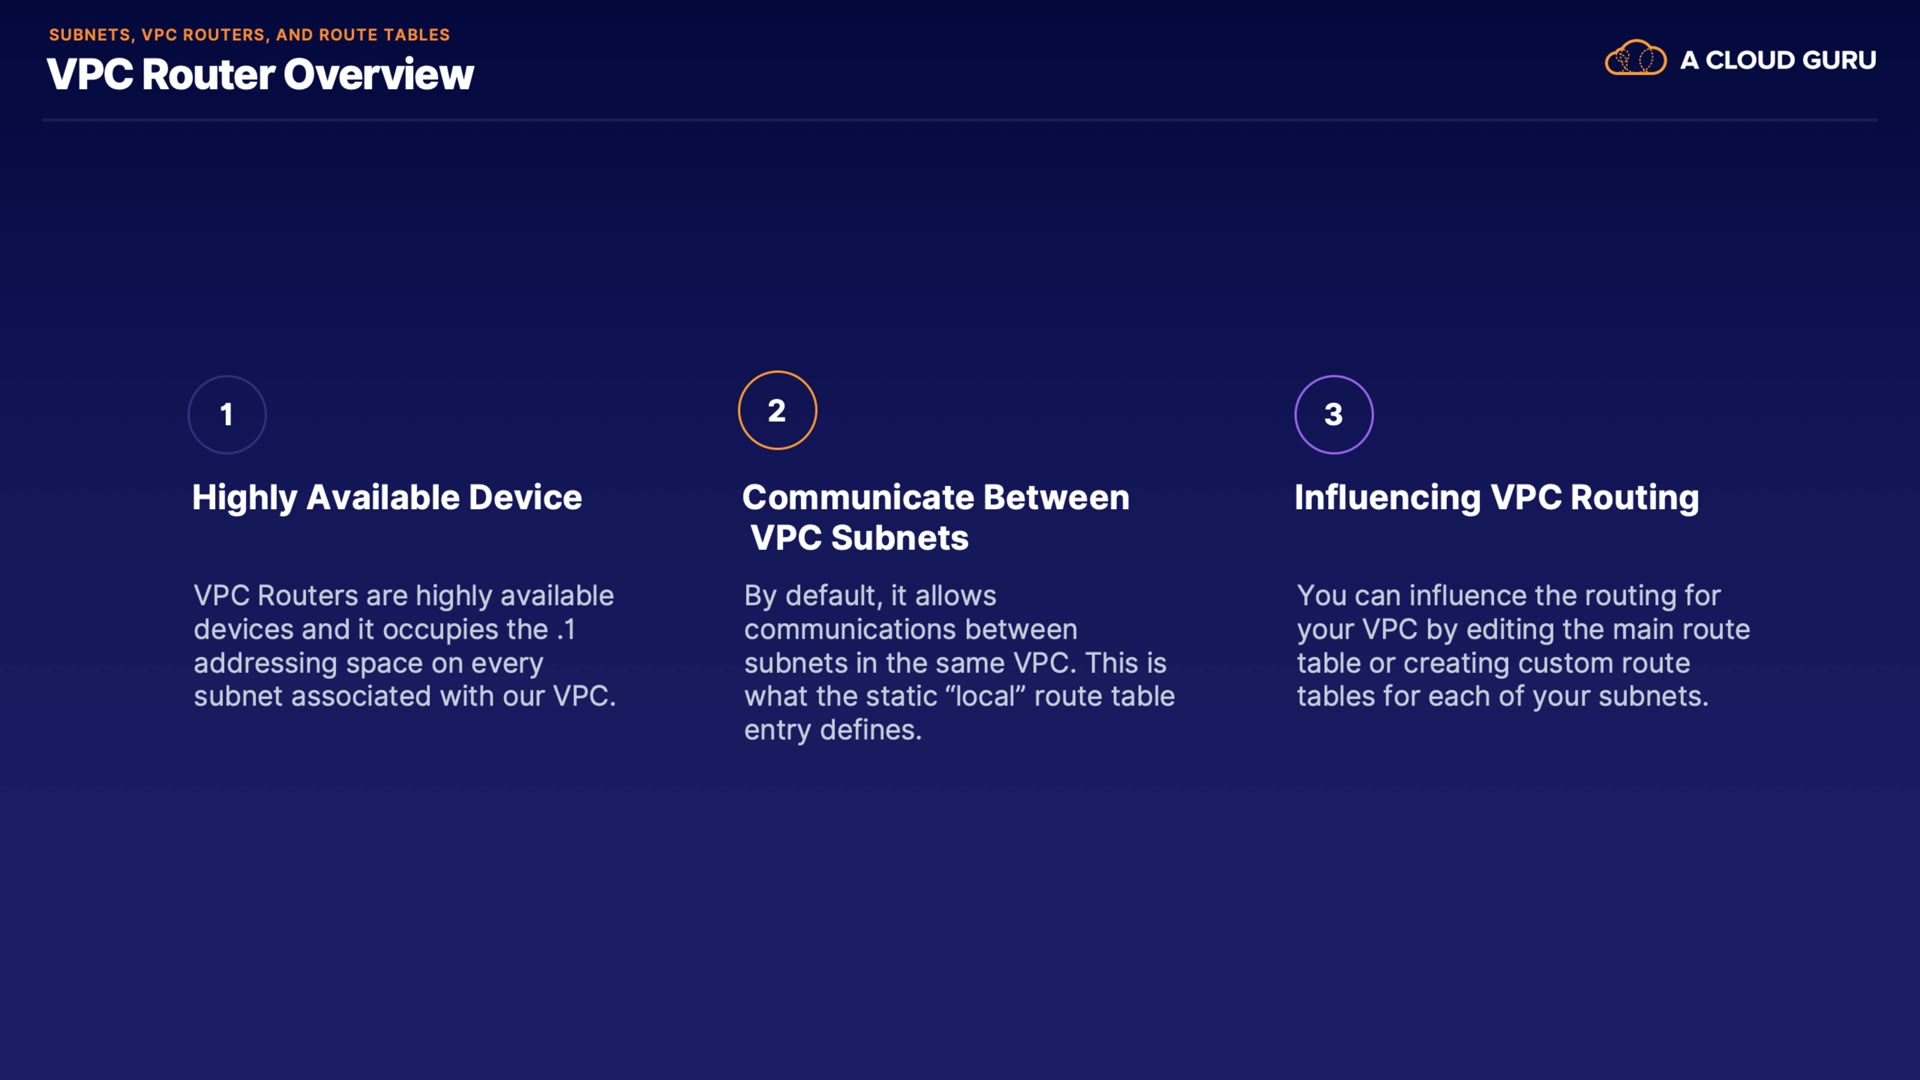 SUBNETS, VPC ROUTERS, AND ROUTE TABLES
VPC Router Overview
A CLOUD GURU
1
Highly Available Device
VPC Routers are highly available
devices and it occupies the .1
addressing space on every
subnet associated with our VPC.
2
Communicate Between
VPC Subnets
By default, it allows
communications between
subnets in the same VPC. This is
what the static “local” route table
entry defines.
3
Influencing VPC Routing
You can influence the routing for
your VPC by editing the main route
table or creating custom route
tables for each of your subnets.